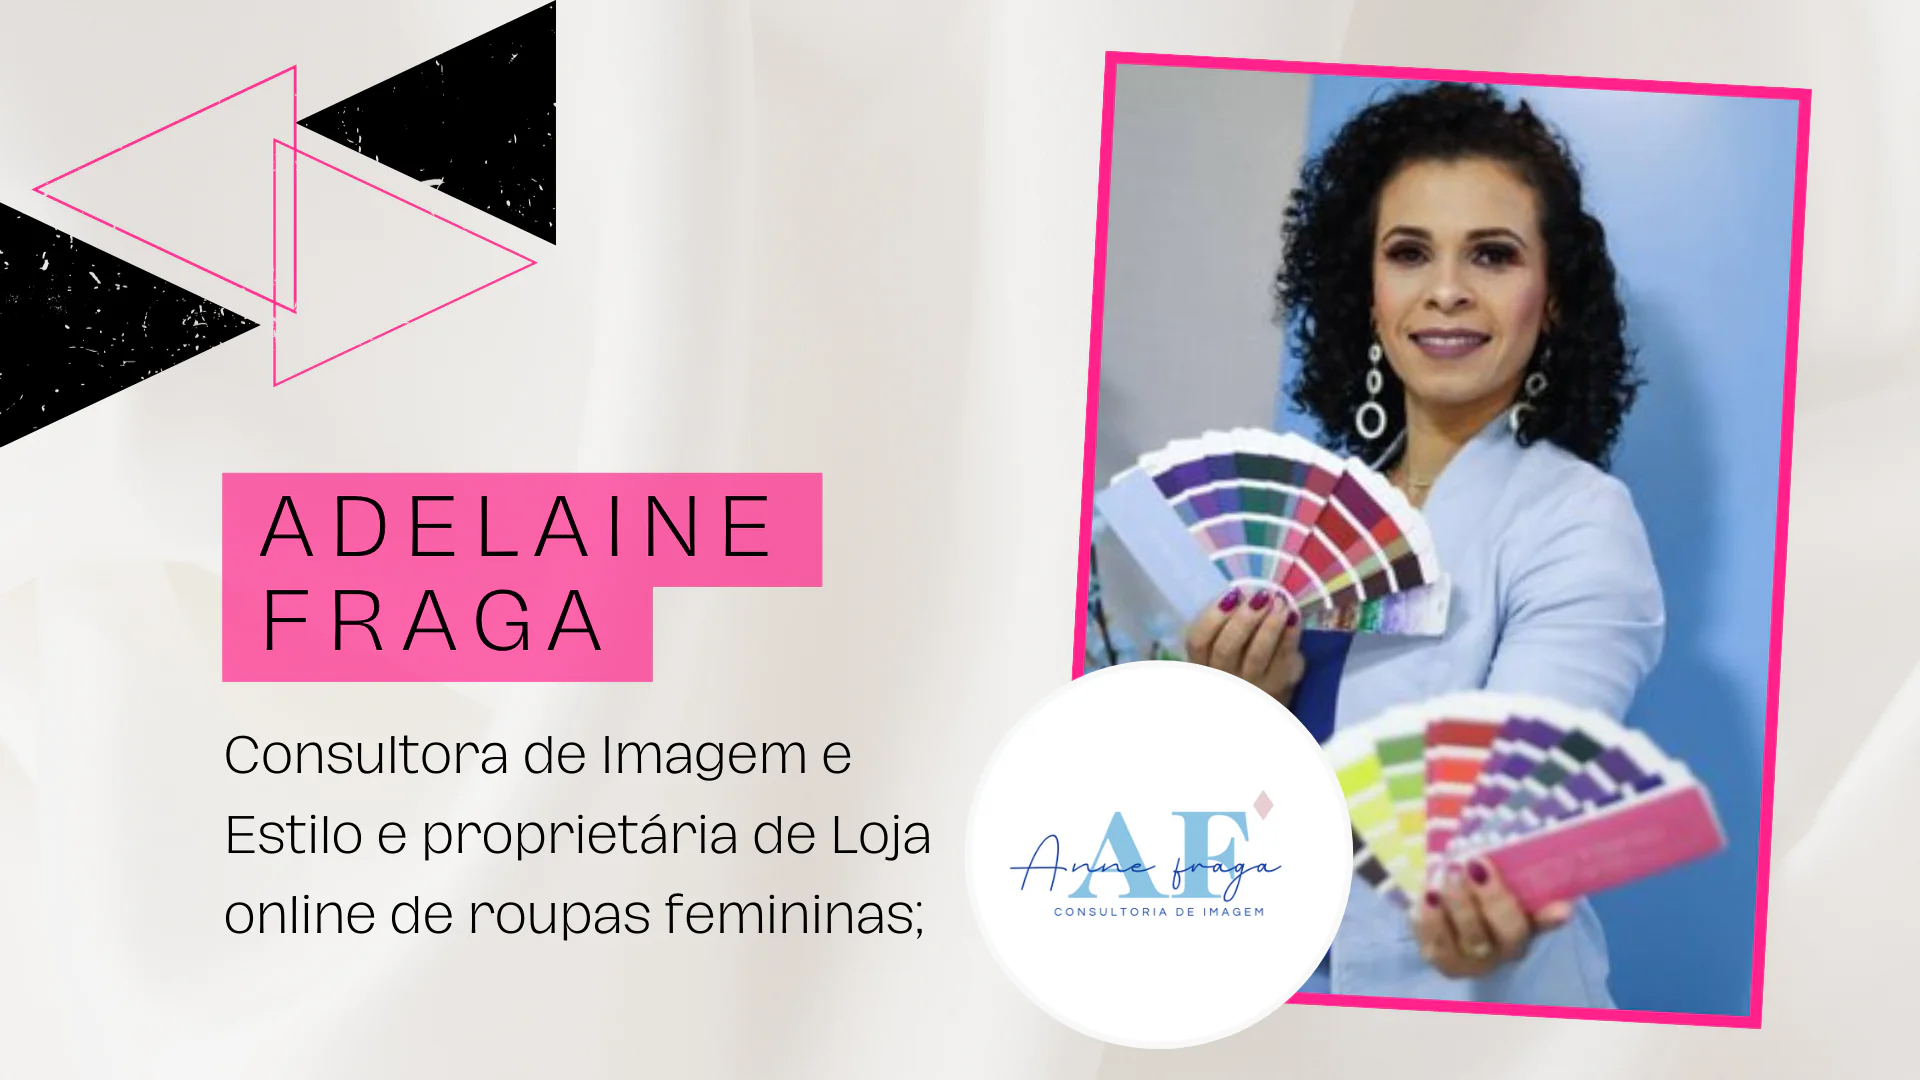 ADELAINE
FRAGA
Consultora de Imagem e
Estilo e proprietária de Loja
online de roupas femininas;
AF
Anne fraga
CONSULTORIA DE IMAGEM